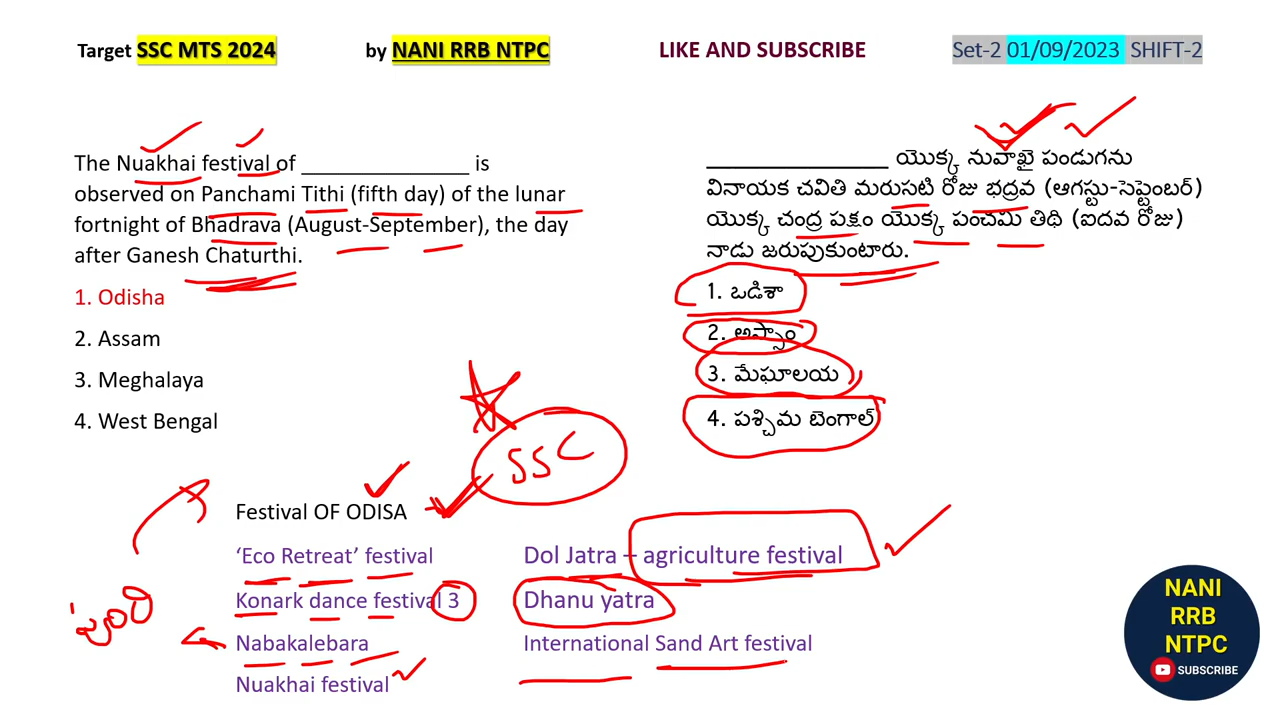 Target SSC MTS 2024 by NANI RRB NTPC LIKE AND SUBSCRIBE Set-2 01/09/2023 SHIFT-2
The Nuakhai festival of _______________ is
observed on Panchami Tithi (fifth day) of the lunar
fortnight of Bhadrava (August-September), the day
after Ganesh Chaturthi.
1. Odisha
2. Assam
3. Meghalaya
4. West Bengal
_______________ యొక్క నువాఖై పండుగను
వినాయక చవితి మరుసటి రోజు భద్రవ (ఆగస్టు-సెప్టెంబర్)
యొక్క చంద్ర పక్షం యొక్క పంచమి తిథి (ఐదవ రోజు)
నాడు జరుపుకుంటారు.
1. ఒడిశా
2. అస్సాం
3. మేఘాలయ
4. పశ్చిమ బెంగాల్
SSC
Festival OF ODISA
‘Eco Retreat’ festival
Konark dance festival 3
Nabakalebara
Nuakhai festival
Dol Jatra – agriculture festival
Dhanu yatra
International Sand Art festival
NANI
RRB
NTPC
SUBSCRIBE